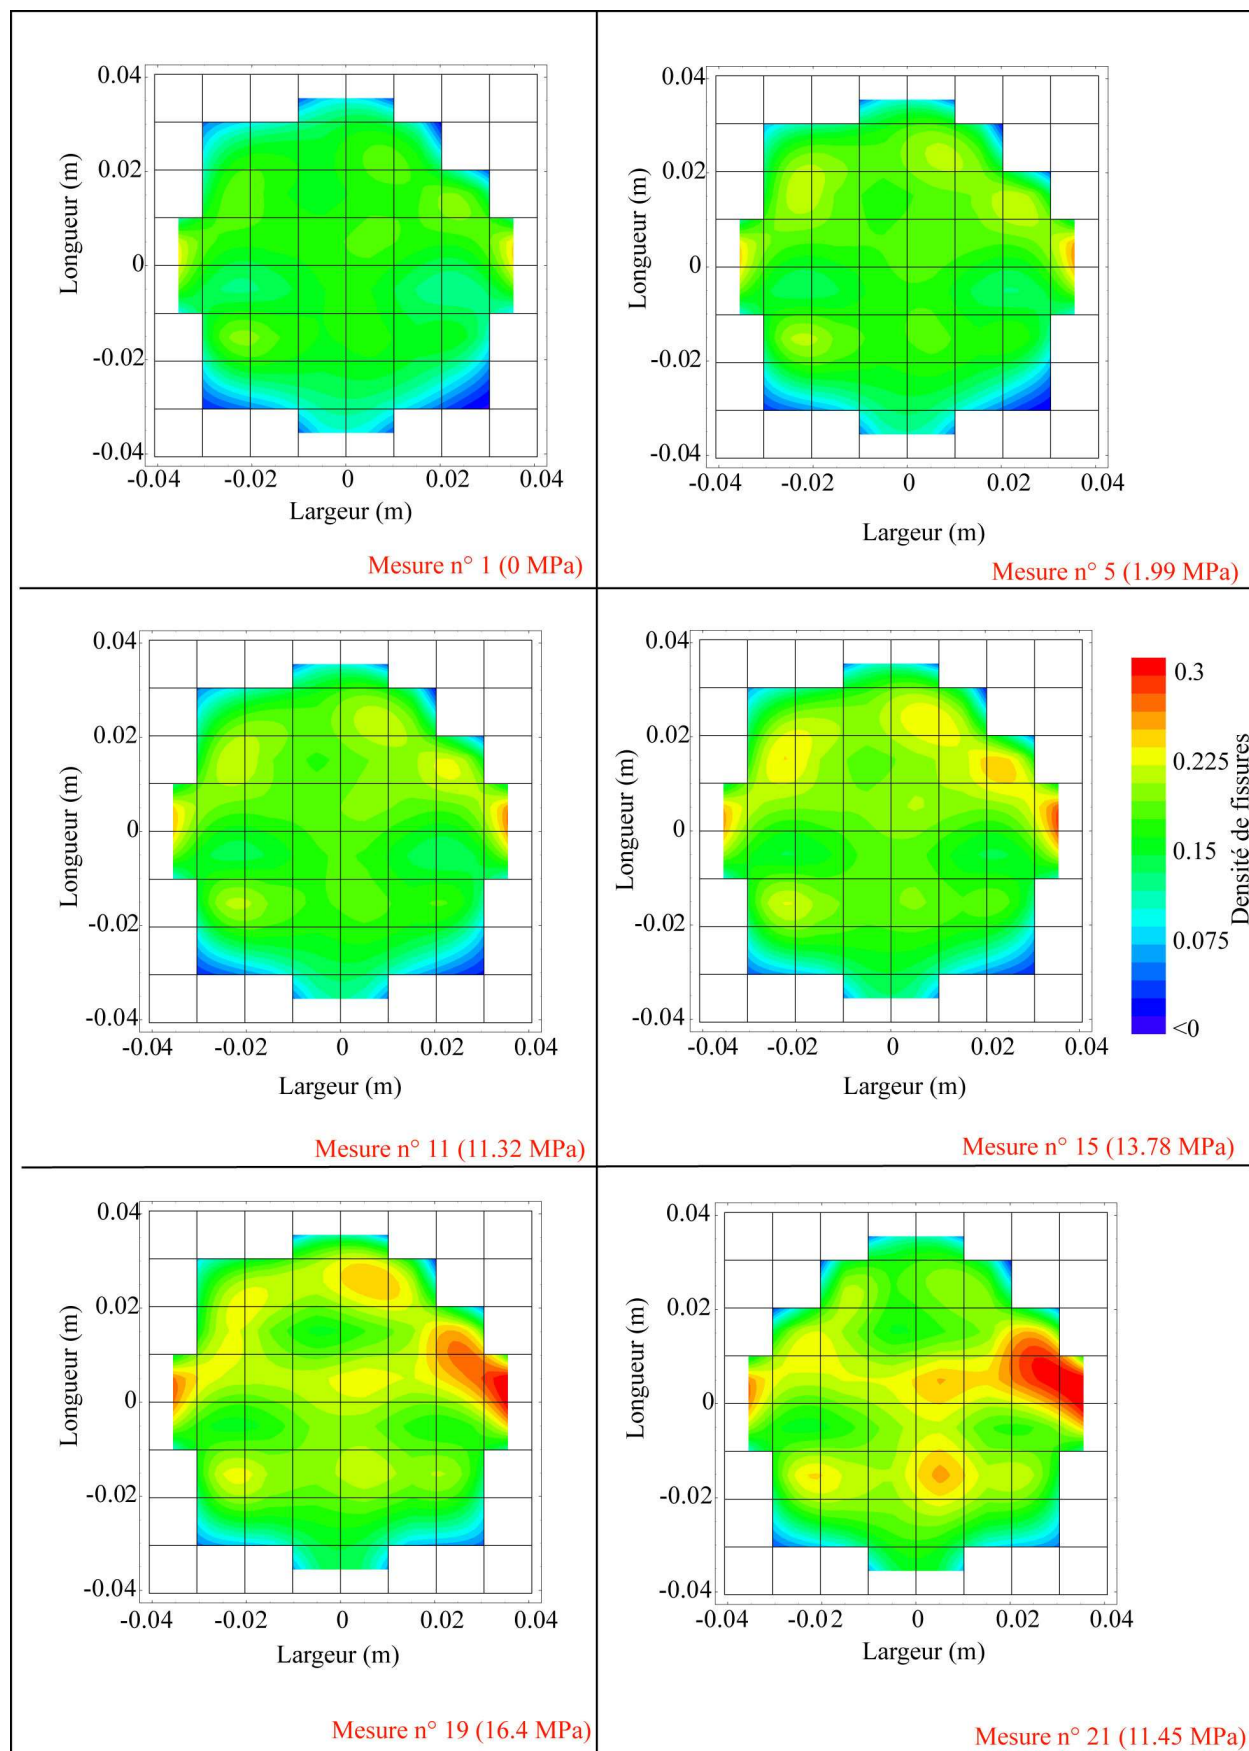 0.04
0.02
0
-0.02
-0.04
Longueur (m)
-0.04 -0.02 0 0.02 0.04
Largeur (m)
Mesure n° 1 (0 MPa)
0.04
0.02
0
-0.02
-0.04
Longueur (m)
-0.04 -0.02 0 0.02 0.04
Largeur (m)
Mesure n° 5 (1.99 MPa)
0.04
0.02
0
-0.02
-0.04
Longueur (m)
-0.04 -0.02 0 0.02 0.04
Largeur (m)
Mesure n° 11 (11.32 MPa)
0.04
0.02
0
-0.02
-0.04
Longueur (m)
-0.04 -0.02 0 0.02 0.04
Largeur (m)
0.3
0.225
0.15
0.075
<0
Densité de fissures
Mesure n° 15 (13.78 MPa)
0.04
0.02
0
-0.02
-0.04
Longueur (m)
-0.04 -0.02 0 0.02 0.04
Largeur (m)
Mesure n° 19 (16.4 MPa)
0.04
0.02
0
-0.02
-0.04
Longueur (m)
-0.04 -0.02 0 0.02 0.04
Largeur (m)
Mesure n° 21 (11.45 MPa)